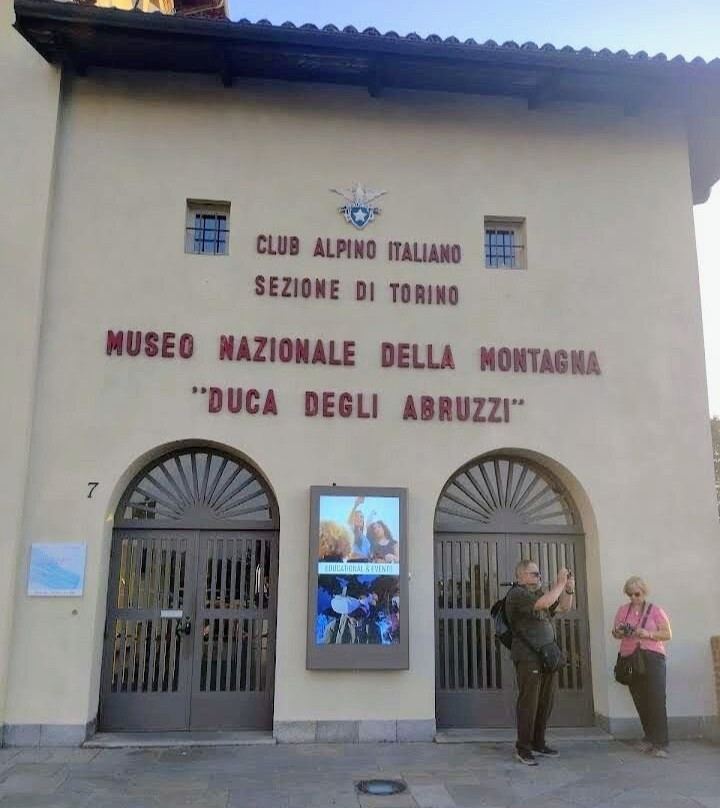 CLUB ALPINO ITALIANO
SEZIONE DI TORINO
MUSEO NAZIONALE DELLA MONTAGNA
"DUCA DEGLI ABRUZZI"
7
EDUCATIONAL & EVENTS